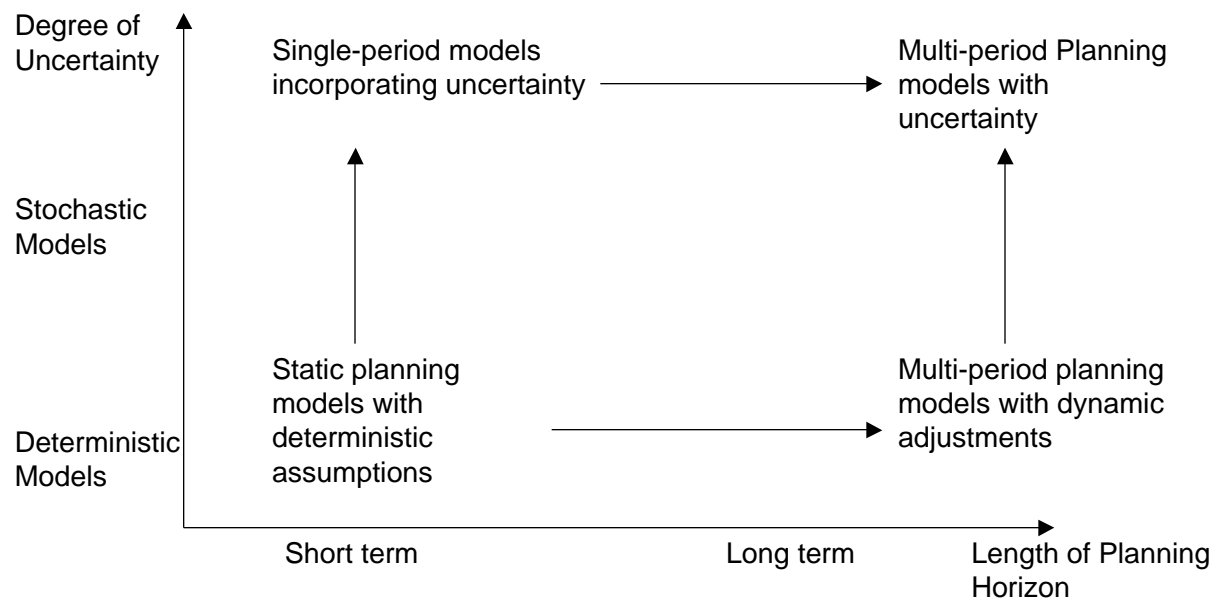 Degree of
Uncertainty
Single-period models
incorporating uncertainty
Multi-period Planning
models with
uncertainty
Stochastic
Models
Static planning
models with
deterministic
assumptions
Multi-period planning
models with dynamic
adjustments
Deterministic
Models
Short term
Long term
Length of Planning
Horizon